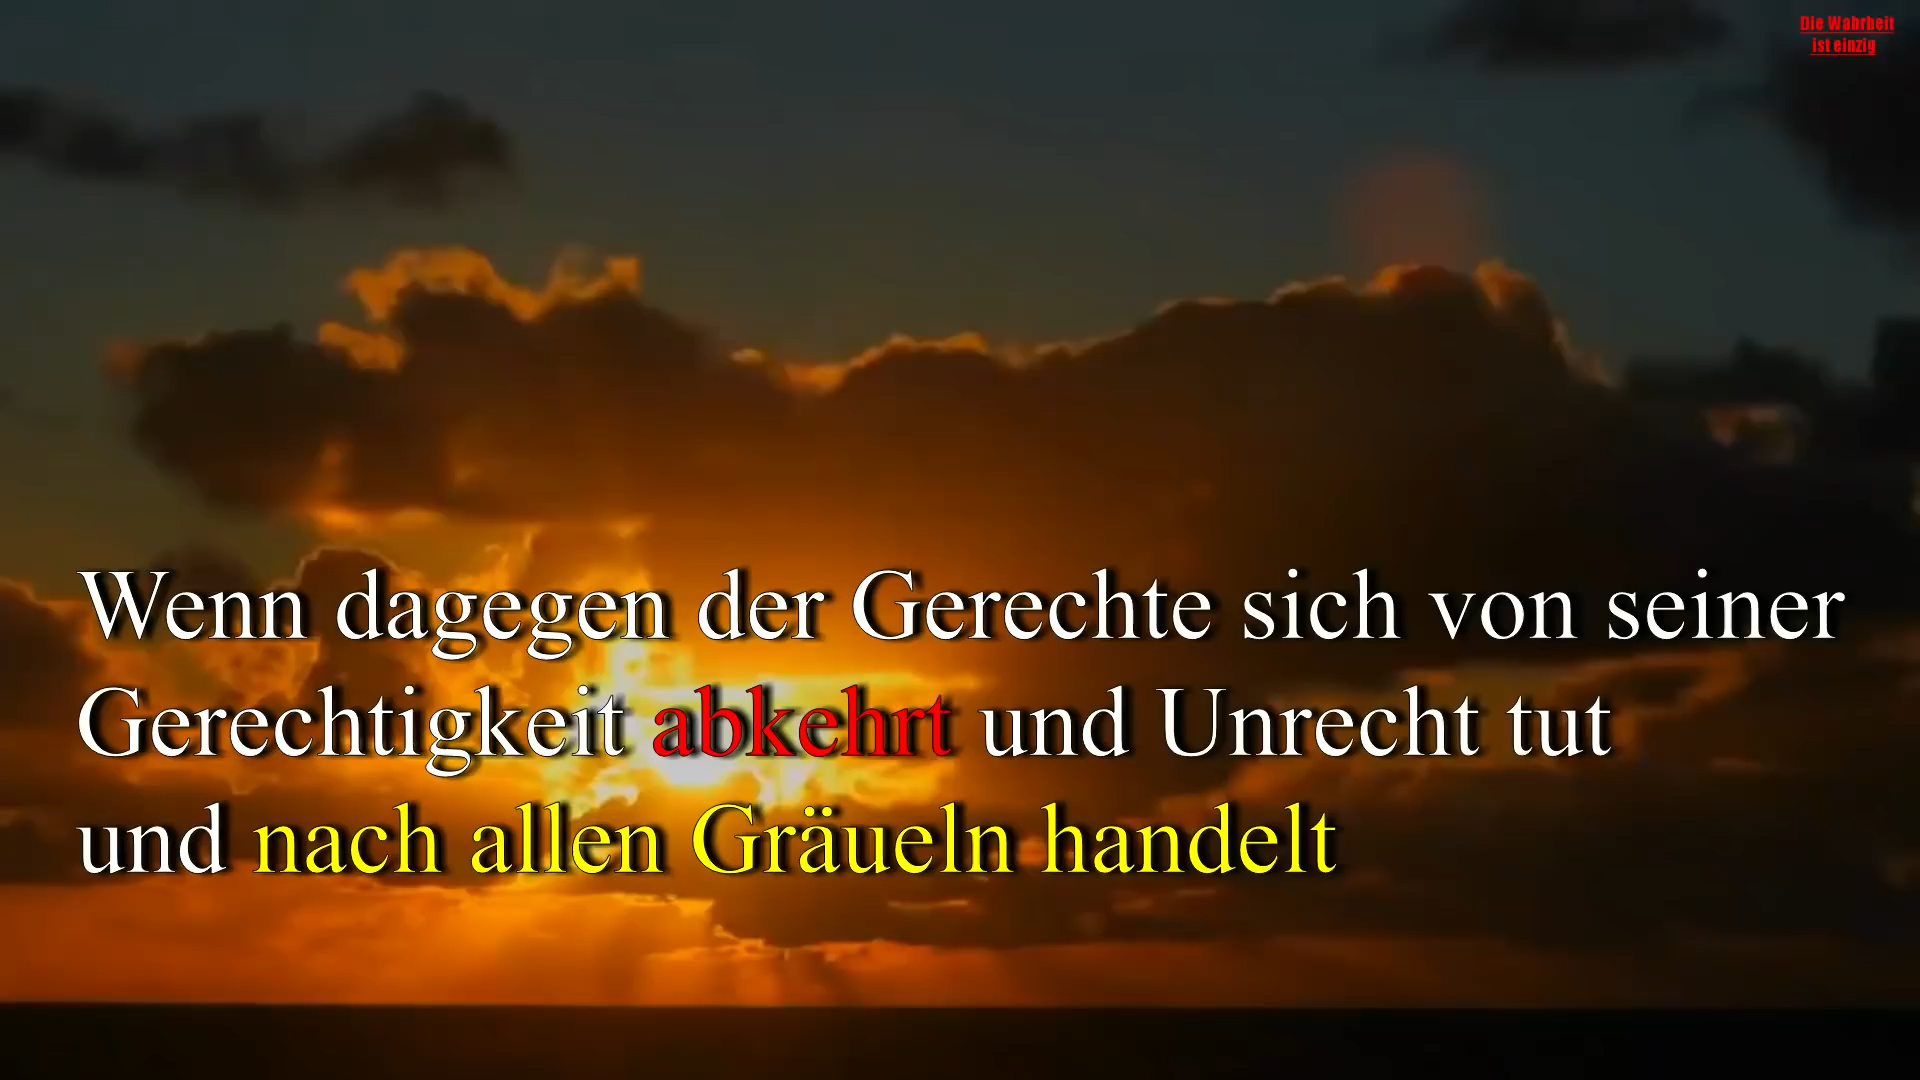 Die Wahrheit
ist einzig
Wenn dagegen der Gerechte sich von seiner
Gerechtigkeit abkehrt und Unrecht tut
und nach allen Gräueln handelt